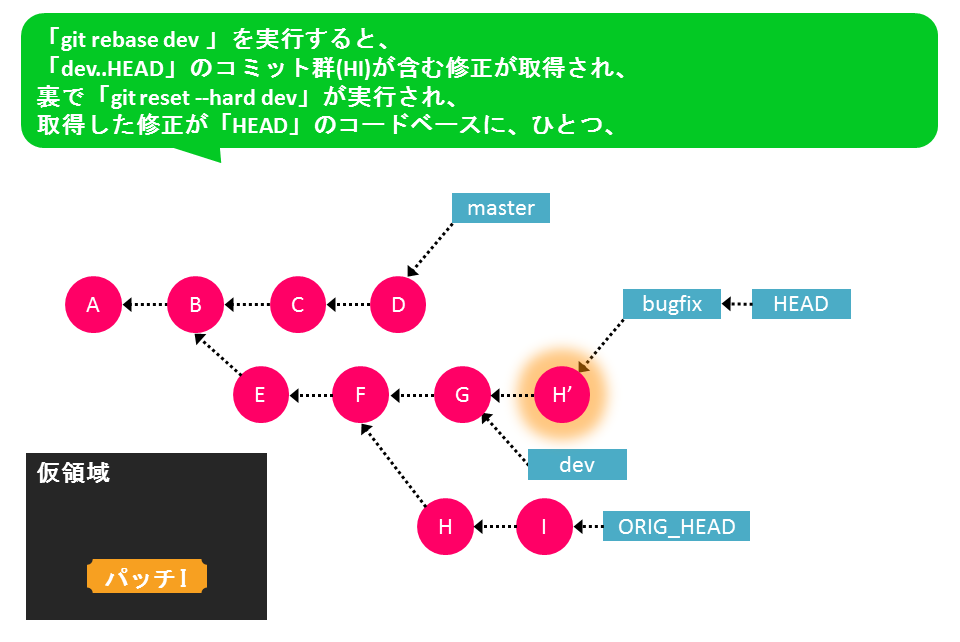 「git rebase dev 」を実行すると、
「dev..HEAD」のコミット群(HI)が含む修正が取得され、
裏で「git reset --hard dev」が実行され、
取得した修正が「HEAD」のコードベースに、ひとつ、
master
A
B
C
D
bugfix
HEAD
E
F
G
H’
dev
仮領域
H
I
ORIG_HEAD
パッチI